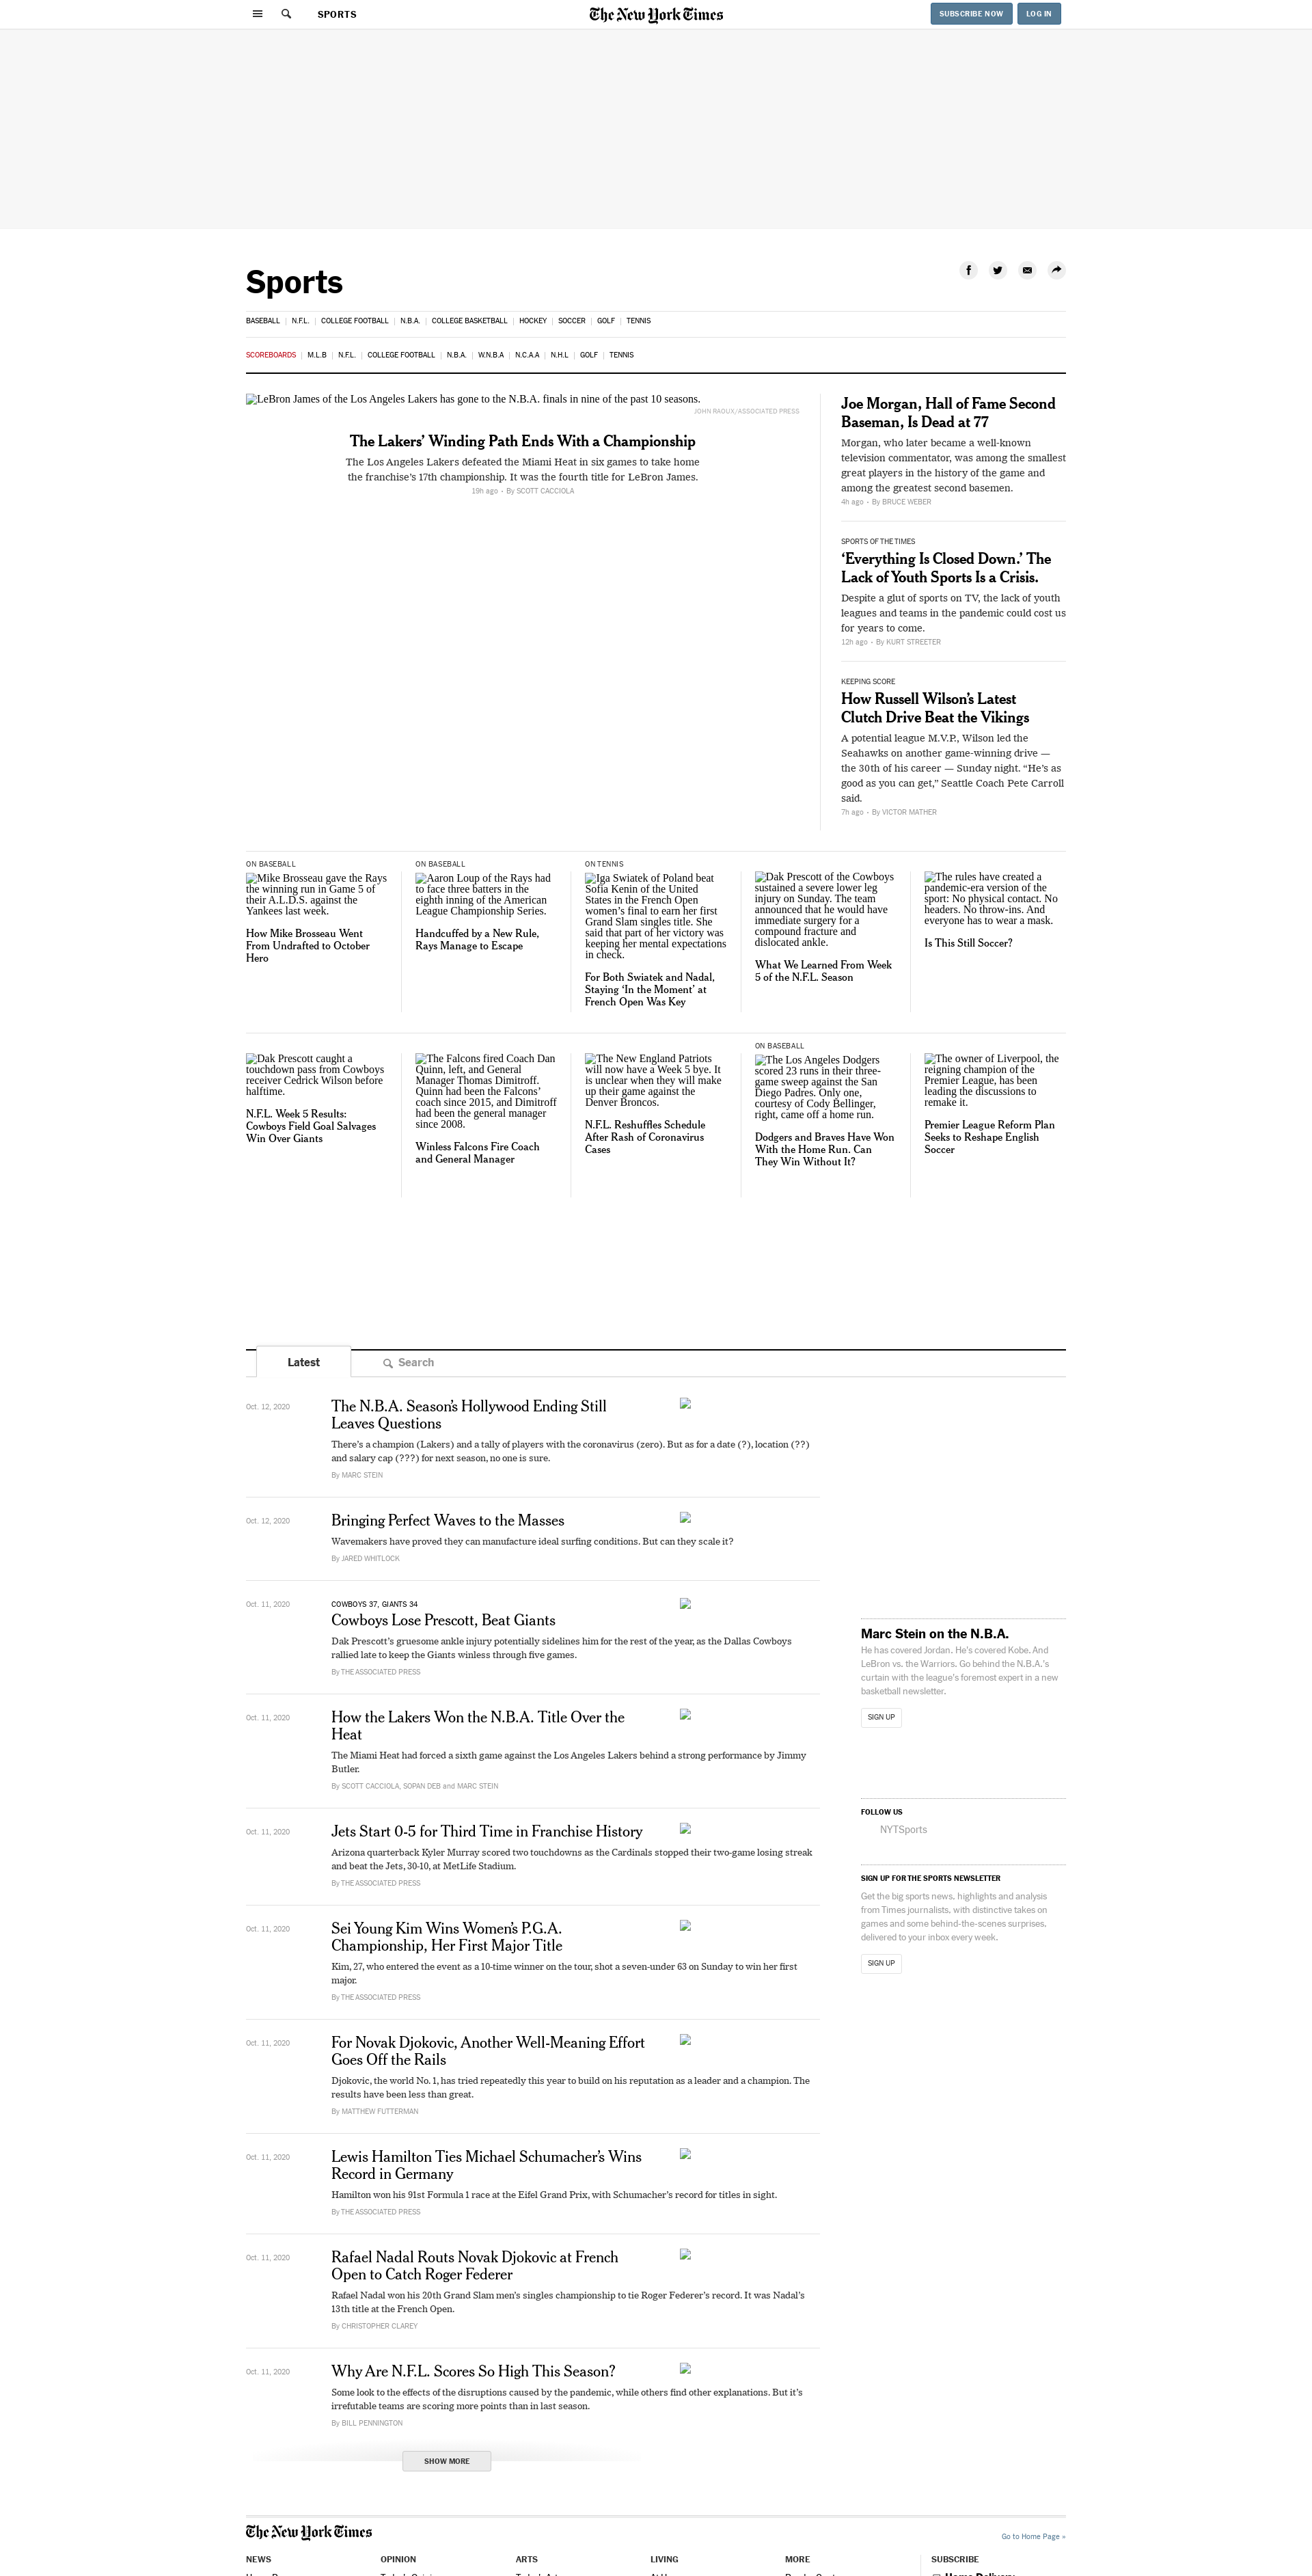 SPORTS
The New York Times
SUBSCRIBE NOW
LOG IN
Sports
BASEBALL
N.F.L.
COLLEGE FOOTBALL
N.B.A.
COLLEGE BASKETBALL
HOCKEY
SOCCER
GOLF
TENNIS
SCOREBOARDS
M.L.B
N.F.L.
COLLEGE FOOTBALL
N.B.A.
W.N.B.A
N.C.A.A
N.H.L
GOLF
TENNIS
LeBron James of the Los Angeles Lakers has gone to the N.B.A. finals in nine of the past 10 seasons.
JOHN RAOUX/ASSOCIATED PRESS
The Lakers’ Winding Path Ends With a Championship
The Los Angeles Lakers defeated the Miami Heat in six games to take home
the franchise’s 17th championship. It was the fourth title for LeBron James.
19h ago • By SCOTT CACCIOLA
Joe Morgan, Hall of Fame Second
Baseman, Is Dead at 77
Morgan, who later became a well-known
television commentator, was among the smallest
great players in the history of the game and
among the greatest second basemen.
4h ago • By BRUCE WEBER
SPORTS OF THE TIMES
‘Everything Is Closed Down.’ The
Lack of Youth Sports Is a Crisis.
Despite a glut of sports on TV, the lack of youth
leagues and teams in the pandemic could cost us
for years to come.
12h ago • By KURT STREETER
KEEPING SCORE
How Russell Wilson’s Latest
Clutch Drive Beat the Vikings
A potential league M.V.P., Wilson led the
Seahawks on another game-winning drive —
the 30th of his career — Sunday night. “He’s as
good as you can get,” Seattle Coach Pete Carroll
said.
7h ago • By VICTOR MATHER
ON BASEBALL
Mike Brosseau gave the Rays
the winning run in Game 5 of
their A.L.D.S. against the
Yankees last week.
How Mike Brosseau Went
From Undrafted to October
Hero
ON BASEBALL
Aaron Loup of the Rays had
to face three batters in the
eighth inning of the American
League Championship Series.
Handcuffed by a New Rule,
Rays Manage to Escape
ON TENNIS
Iga Swiatek of Poland beat
Sofia Kenin of the United
States in the French Open
women’s final to earn her first
Grand Slam singles title. She
said that part of her victory was
keeping her mental expectations
in check.
For Both Swiatek and Nadal,
Staying ‘In the Moment’ at
French Open Was Key
Dak Prescott of the Cowboys
sustained a severe lower leg
injury on Sunday. The team
announced that he would have
immediate surgery for a
compound fracture and
dislocated ankle.
What We Learned From Week
5 of the N.F.L. Season
The rules have created a
pandemic-era version of the
sport: No physical contact. No
headers. No throw-ins. And
everyone has to wear a mask.
Is This Still Soccer?
Dak Prescott caught a
touchdown pass from Cowboys
receiver Cedrick Wilson before
halftime.
N.F.L. Week 5 Results:
Cowboys Field Goal Salvages
Win Over Giants
The Falcons fired Coach Dan
Quinn, left, and General
Manager Thomas Dimitroff.
Quinn had been the Falcons’
coach since 2015, and Dimitroff
had been the general manager
since 2008.
Winless Falcons Fire Coach
and General Manager
The New England Patriots
will now have a Week 5 bye. It
is unclear when they will make
up their game against the
Denver Broncos.
N.F.L. Reshuffles Schedule
After Rash of Coronavirus
Cases
ON BASEBALL
The Los Angeles Dodgers
scored 23 runs in their three-
game sweep against the San
Diego Padres. Only one,
courtesy of Cody Bellinger,
right, came off a home run.
Dodgers and Braves Have Won
With the Home Run. Can
They Win Without It?
The owner of Liverpool, the
reigning champion of the
Premier League, has been
leading the discussions to
remake it.
Premier League Reform Plan
Seeks to Reshape English
Soccer
Latest
Search
Oct. 12, 2020
The N.B.A. Season’s Hollywood Ending Still
Leaves Questions
There’s a champion (Lakers) and a tally of players with the coronavirus (zero). But as for a date (?), location (??)
and salary cap (???) for next season, no one is sure.
By MARC STEIN
Oct. 12, 2020
Bringing Perfect Waves to the Masses
Wavemakers have proved they can manufacture ideal surfing conditions. But can they scale it?
By JARED WHITLOCK
Oct. 11, 2020
COWBOYS 37, GIANTS 34
Cowboys Lose Prescott, Beat Giants
Dak Prescott’s gruesome ankle injury potentially sidelines him for the rest of the year, as the Dallas Cowboys
rallied late to keep the Giants winless through five games.
By THE ASSOCIATED PRESS
Oct. 11, 2020
How the Lakers Won the N.B.A. Title Over the
Heat
The Miami Heat had forced a sixth game against the Los Angeles Lakers behind a strong performance by Jimmy
Butler.
By SCOTT CACCIOLA, SOPAN DEB and MARC STEIN
Oct. 11, 2020
Jets Start 0-5 for Third Time in Franchise History
Arizona quarterback Kyler Murray scored two touchdowns as the Cardinals stopped their two-game losing streak
and beat the Jets, 30-10, at MetLife Stadium.
By THE ASSOCIATED PRESS
Oct. 11, 2020
Sei Young Kim Wins Women’s P.G.A.
Championship, Her First Major Title
Kim, 27, who entered the event as a 10-time winner on the tour, shot a seven-under 63 on Sunday to win her first
major.
By THE ASSOCIATED PRESS
Oct. 11, 2020
For Novak Djokovic, Another Well-Meaning Effort
Goes Off the Rails
Djokovic, the world No. 1, has tried repeatedly this year to build on his reputation as a leader and a champion. The
results have been less than great.
By MATTHEW FUTTERMAN
Oct. 11, 2020
Lewis Hamilton Ties Michael Schumacher’s Wins
Record in Germany
Hamilton won his 91st Formula 1 race at the Eifel Grand Prix, with Schumacher’s record for titles in sight.
By THE ASSOCIATED PRESS
Oct. 11, 2020
Rafael Nadal Routs Novak Djokovic at French
Open to Catch Roger Federer
Rafael Nadal won his 20th Grand Slam men’s singles championship to tie Roger Federer’s record. It was Nadal’s
13th title at the French Open.
By CHRISTOPHER CLAREY
Oct. 11, 2020
Why Are N.F.L. Scores So High This Season?
Some look to the effects of the disruptions caused by the pandemic, while others find other explanations. But it’s
irrefutable teams are scoring more points than in last season.
By BILL PENNINGTON
SHOW MORE
Marc Stein on the N.B.A.
He has covered Jordan. He’s covered Kobe. And
LeBron vs. the Warriors. Go behind the N.B.A.’s
curtain with the league’s foremost expert in a new
basketball newsletter.
SIGN UP
FOLLOW US
NYTSports
SIGN UP FOR THE SPORTS NEWSLETTER
Get the big sports news, highlights and analysis
from Times journalists, with distinctive takes on
games and some behind-the-scenes surprises,
delivered to your inbox every week.
SIGN UP
The New York Times
Go to Home Page »
NEWS
OPINION
ARTS
LIVING
MORE
SUBSCRIBE